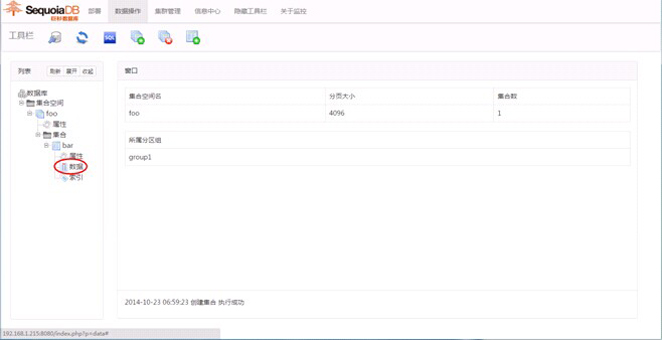 SequoiaDB
巨杉数据库
部署
数据操作
集群管理
信息中心
隐藏工具栏
关于监控
工具栏
SQL
列表
刷新 展开 收起
数据库
集合空间
foo
属性
集合
bar
属性
数据
索引
窗口
集合空间名 分页大小 集合数
foo 4096 1
所属分区组
group1
2014-10-23 06:59:23 创建集合 执行成功
192.168.1.215:8080/index.php?p=data#